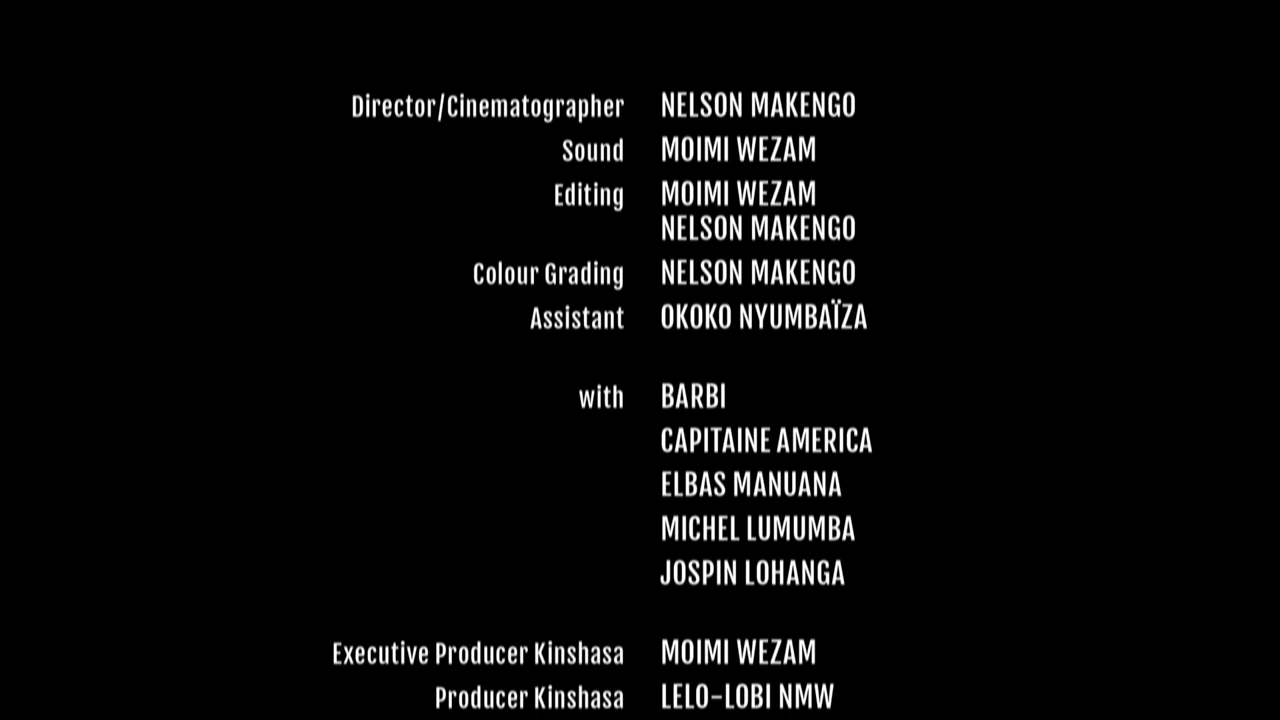 Director/Cinematographer NELSON MAKENGO
Sound MOIMI WEZAM
Editing MOIMI WEZAM
NELSON MAKENGO
Colour Grading NELSON MAKENGO
Assistant OKOKO NYUMBAÏZA
with BARBI
CAPITAINE AMERICA
ELBAS MANUANA
MICHEL LUMUMBA
JOSPIN LOHANGA
Executive Producer Kinshasa MOIMI WEZAM
Producer Kinshasa LELO-LOBI NMW